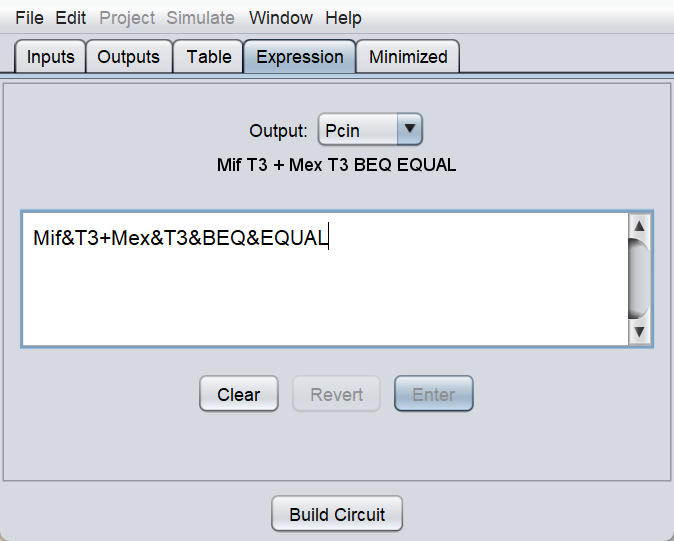 File Edit Project Simulate Window Help
Inputs Outputs Table Expression Minimized
Output: Pcin
Mif T3 + Mex T3 BEQ EQUAL
Mif&T3+Mex&T3&BEQ&EQUAL
Clear Revert Enter
Build Circuit